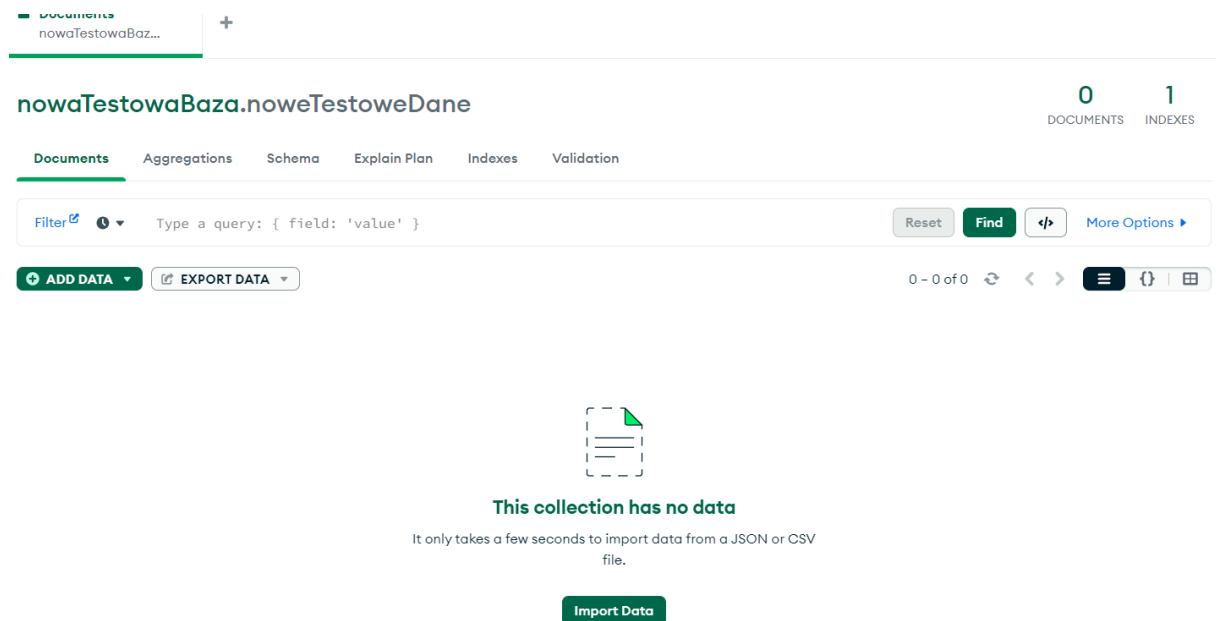 Documents
nowaTestowaBaz...
+
nowaTestowaBaza.noweTestoweDane
0 1
DOCUMENTS INDEXES
Documents Aggregations Schema Explain Plan Indexes Validation
Filter Type a query: { field: 'value' } Reset Find </> More Options
ADD DATA EXPORT DATA 0 – 0 of 0 {}
This collection has no data
It only takes a few seconds to import data from a JSON or CSV
file.
Import Data